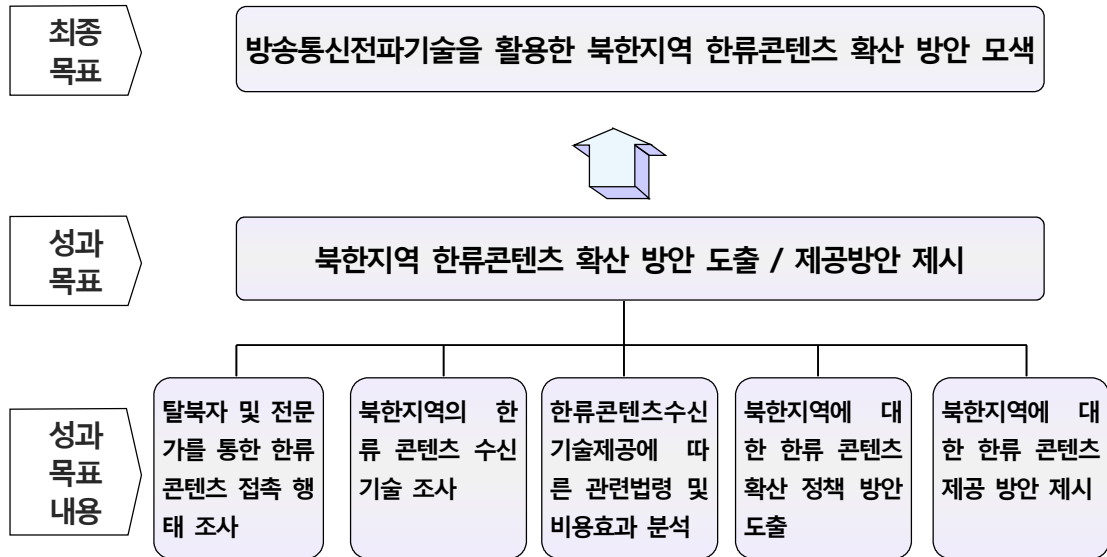 최종
목표
방송통신전파기술을 활용한 북한지역 한류콘텐츠 확산 방안 모색
성과
목표
북한지역 한류콘텐츠 확산 방안 도출 / 제공방안 제시
성과
목표
내용
탈북자 및 전문
가를 통한 한류
콘텐츠 접촉 행
태 조사
북한지역의 한
류 콘텐츠 수신
기술 조사
한류콘텐츠수신
기술제공에 따
른 관련법령 및
비용효과 분석
북한지역에 대
한 한류 콘텐츠
확산 정책 방안
도출
북한지역에 대
한 한류 콘텐츠
제공 방안 제시